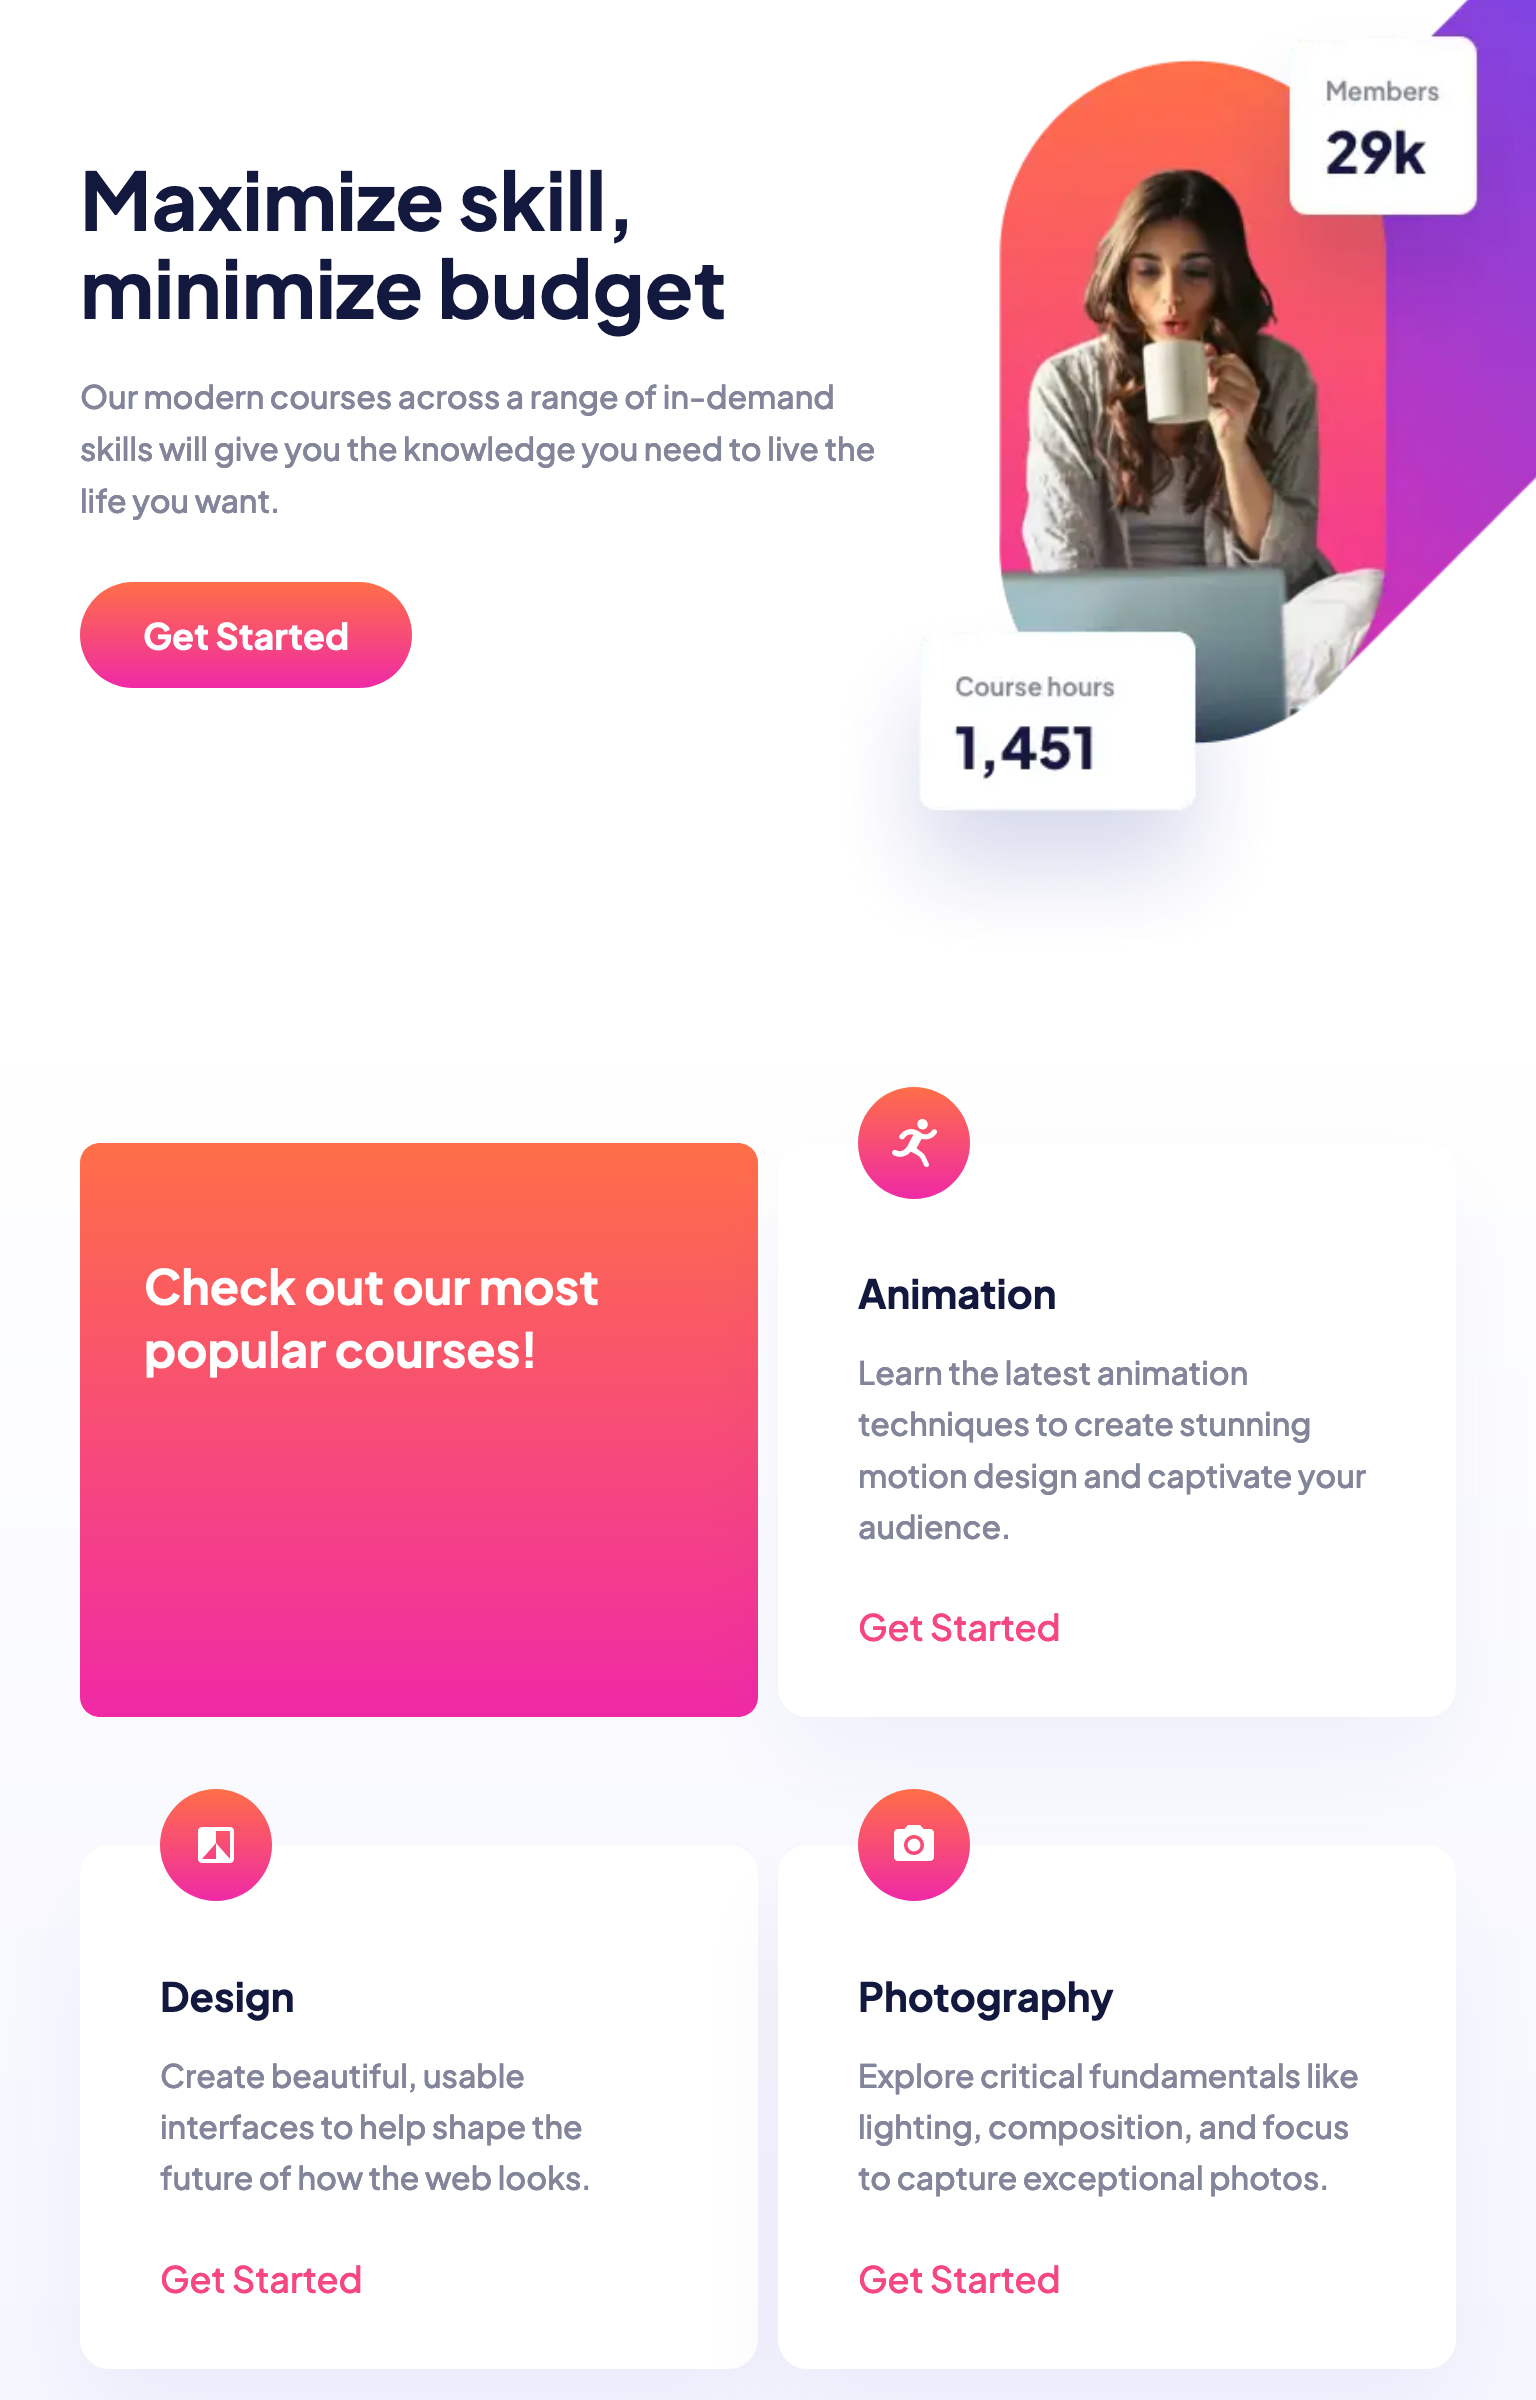 Members
29k
Maximize skill,
minimize budget
Our modern courses across a range of in-demand
skills will give you the knowledge you need to live the
life you want.
Get Started
Course hours
1,451
Check out our most
popular courses!
Animation
Learn the latest animation
techniques to create stunning
motion design and captivate your
audience.
Get Started
Design
Create beautiful, usable
interfaces to help shape the
future of how the web looks.
Get Started
Photography
Explore critical fundamentals like
lighting, composition, and focus
to capture exceptional photos.
Get Started